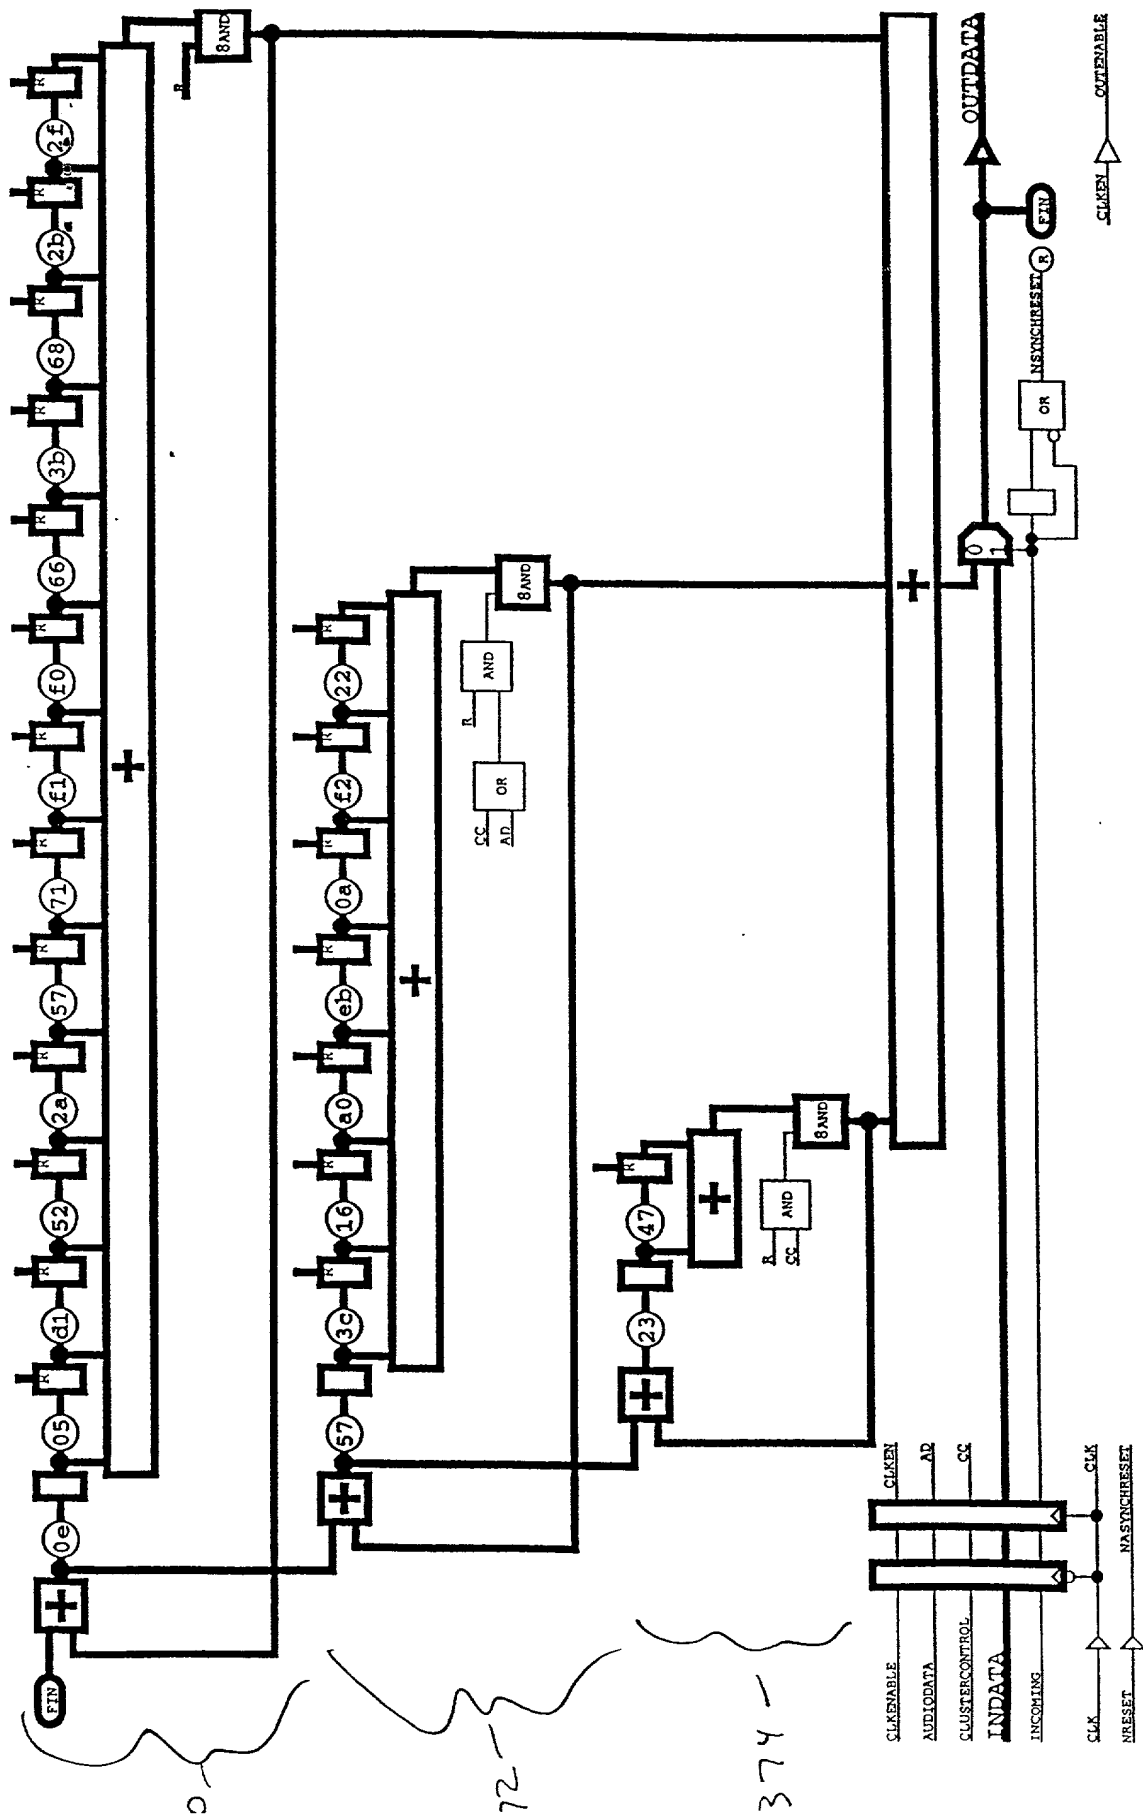 R R R R R R R R R R R R
FIN + 0e 05 d1 52 2a 57 71 f1 f0 66 3b 68 2b 2f
+
R 8AND
R R R R R R R
+ 57 3c 16 a0 eb 0a f2 22
72
+
CC AD OR R AND 8AND
R
+ 23 47
+
374
R CC AND 8AND
CLKENABLE CLKEN
+
AUDIODATA AD
CLUSTERCONTROL CC
INDATA 0 1 OUTDATA
INCOMING OR NSYNCHRESET R FIN
CLK CLK CLKEN OUTENABLE
NRESET NASYNCHRESET